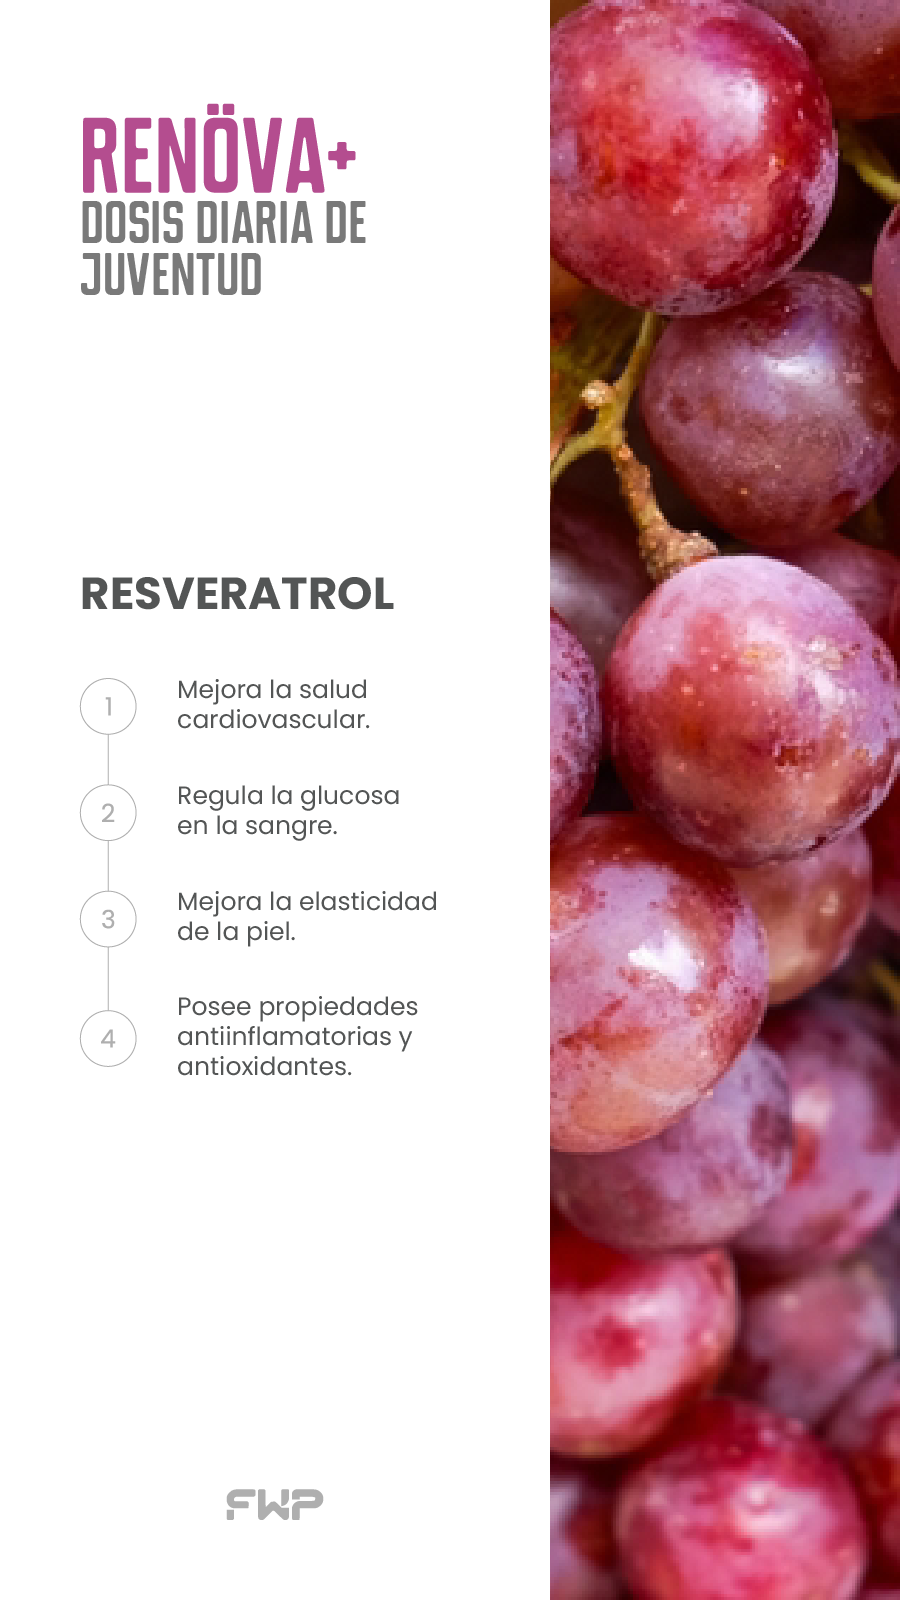 RENÖVA+
DOSIS DIARIA DE
JUVENTUD
RESVERATROL
1
Mejora la salud
cardiovascular.
2
Regula la glucosa
en la sangre.
3
Mejora la elasticidad
de la piel.
4
Posee propiedades
antiinflamatorias y
antioxidantes.
FWP